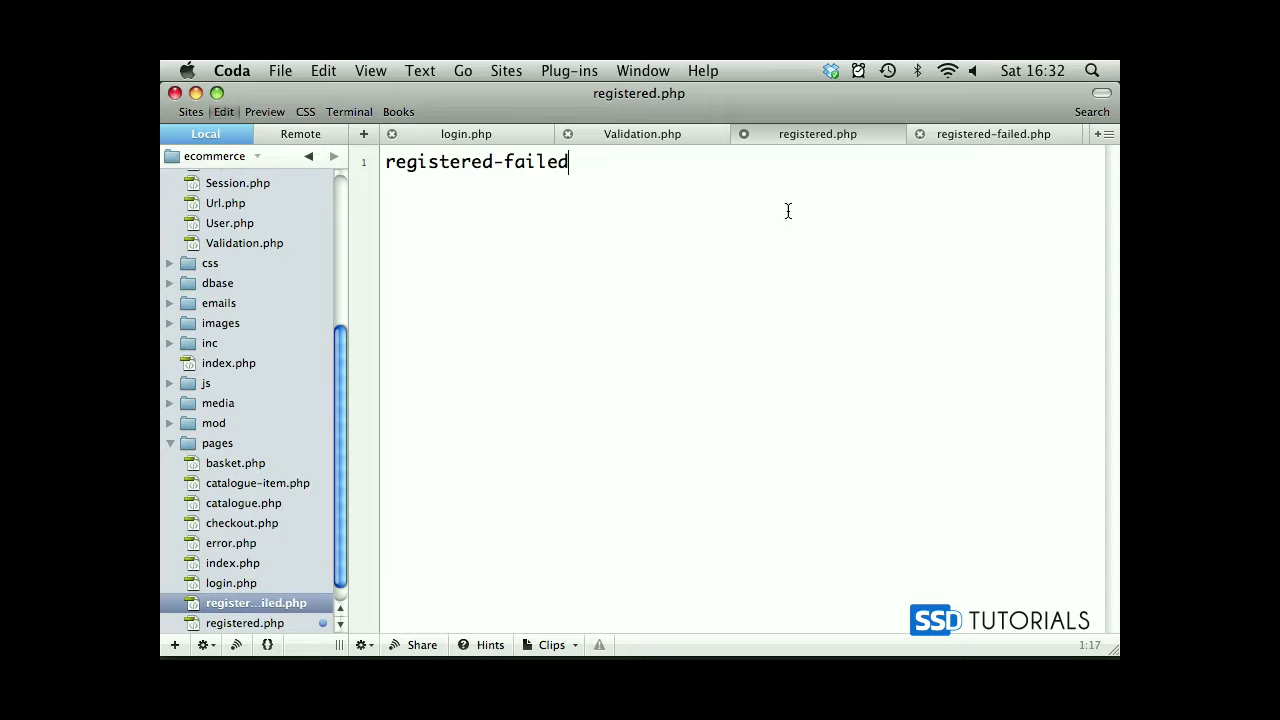 Coda File Edit View Text Go Sites Plug-ins Window Help Sat 16:32
registered.php
Sites Edit Preview CSS Terminal Books Search
Local Remote + login.php Validation.php registered.php registered-failed.php
ecommerce
1 registered-failed
Session.php
Url.php
User.php
Validation.php
css
dbase
emails
images
inc
index.php
js
media
mod
pages
basket.php
catalogue-item.php
catalogue.php
checkout.php
error.php
index.php
login.php
register...iled.php
registered.php
SSD TUTORIALS
Share Hints Clips 1:17